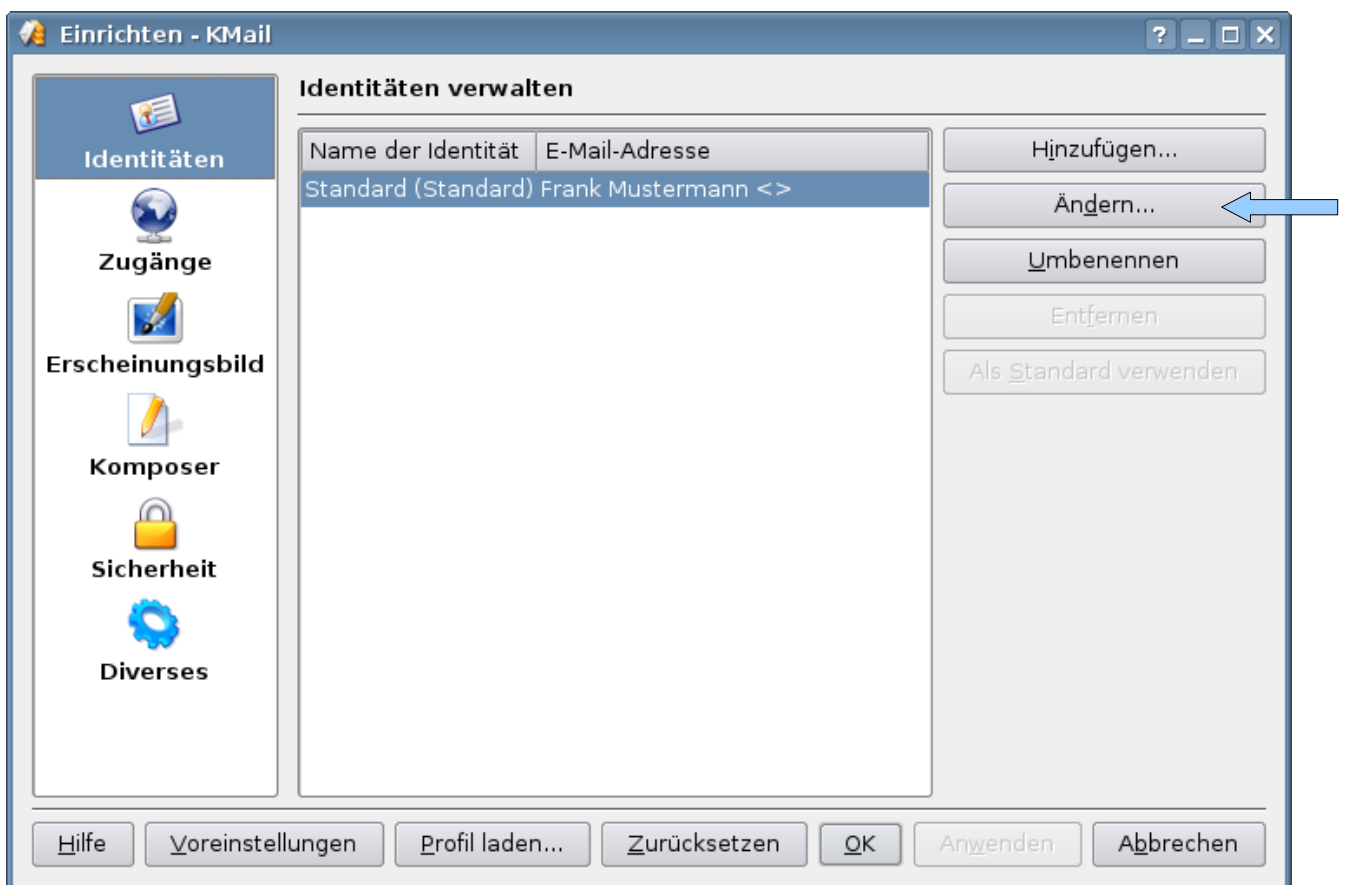 Einrichten - KMail
Identitäten verwalten
Identitäten
Zugänge
Erscheinungsbild
Komposer
Sicherheit
Diverses
Name der Identität E-Mail-Adresse
Standard (Standard) Frank Mustermann <>
Hinzufügen...
Ändern...
Umbenennen
Entfernen
Als Standard verwenden
Hilfe Voreinstellungen Profil laden... Zurücksetzen OK Anwenden Abbrechen